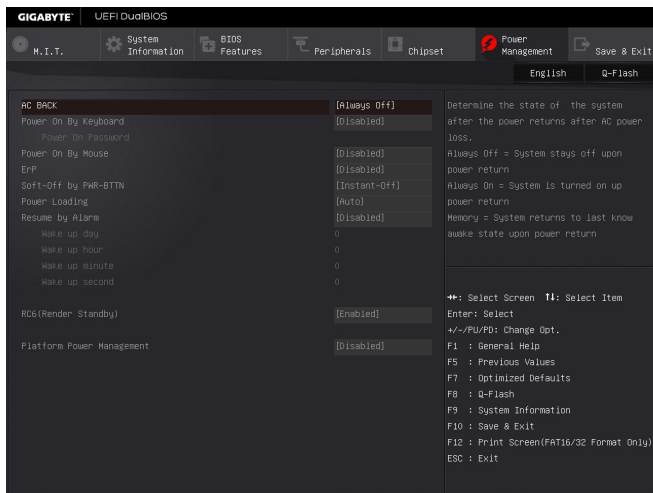 GIGABYTE™ UEFI DualBIOS
M.I.T. System Information BIOS Features Peripherals Chipset Power Management Save & Exit
English Q-Flash
AC BACK [Always Off]
Power On By Keyboard [Disabled]
Power On Password
Power On By Mouse [Disabled]
ErP [Disabled]
Soft-Off by PWR-BTTN [Instant-Off]
Power Loading [Auto]
Resume by Alarm [Disabled]
Wake up day 0
Wake up hour 0
Wake up minute 0
Wake up second 0
RC6(Render Standby) [Enabled]
Platform Power Management [Disabled]
Determine the state of the system
after the power returns after AC power
loss.
Always Off = System stays off upon
power return
Always On = System is turned on up
power return
Memory = System returns to last know
awake state upon power return
→←: Select Screen ↑↓: Select Item
Enter: Select
+/-/PU/PD: Change Opt.
F1 : General Help
F5 : Previous Values
F7 : Optimized Defaults
F8 : Q-Flash
F9 : System Information
F10 : Save & Exit
F12 : Print Screen(FAT16/32 Format Only)
ESC : Exit